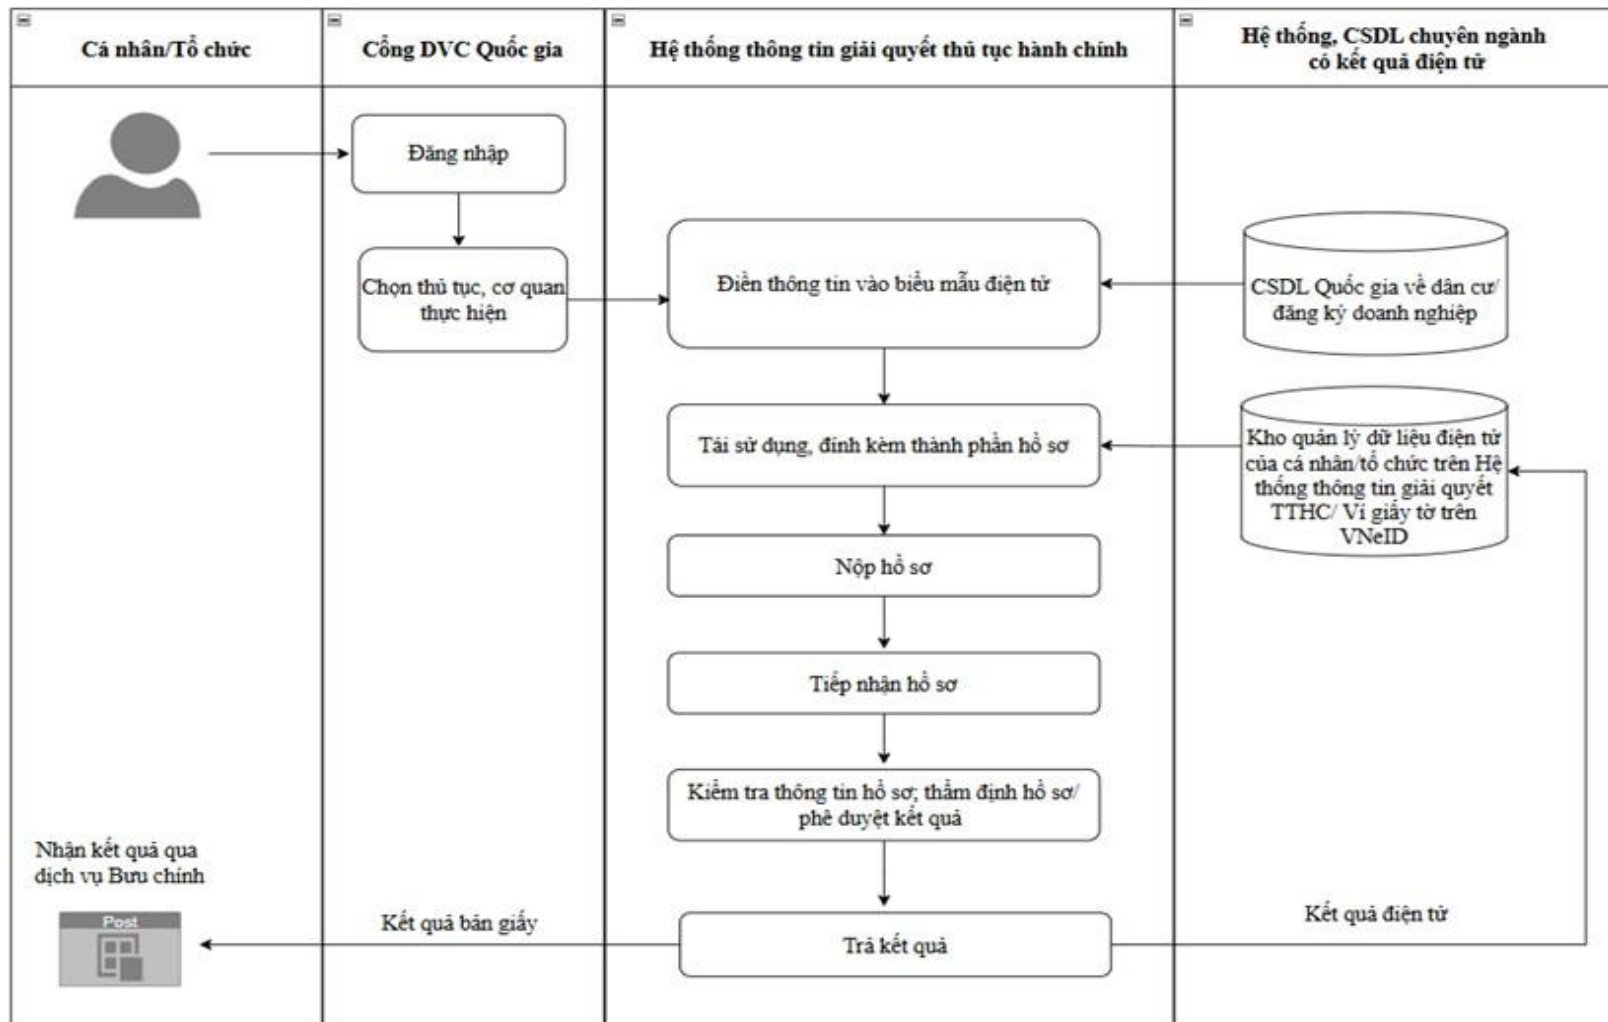 Cá nhân/Tổ chức
Cổng DVC Quốc gia
Hệ thống thông tin giải quyết thủ tục hành chính
Hệ thống, CSDL chuyên ngành
có kết quả điện tử
Đăng nhập
Chọn thủ tục, cơ quan
thực hiện
Điền thông tin vào biểu mẫu điện tử
CSDL Quốc gia về dân cư/
đăng ký doanh nghiệp
Tái sử dụng, đính kèm thành phần hồ sơ
Kho quản lý dữ liệu điện tử
của cá nhân/tổ chức trên Hệ
thống thông tin giải quyết
TTHC/ Ví giấy tờ trên
VNeID
Nộp hồ sơ
Tiếp nhận hồ sơ
Kiểm tra thông tin hồ sơ; thẩm định hồ sơ/
phê duyệt kết quả
Nhận kết quả qua
dịch vụ Bưu chính
Post
Kết quả bản giấy
Trả kết quả
Kết quả điện tử